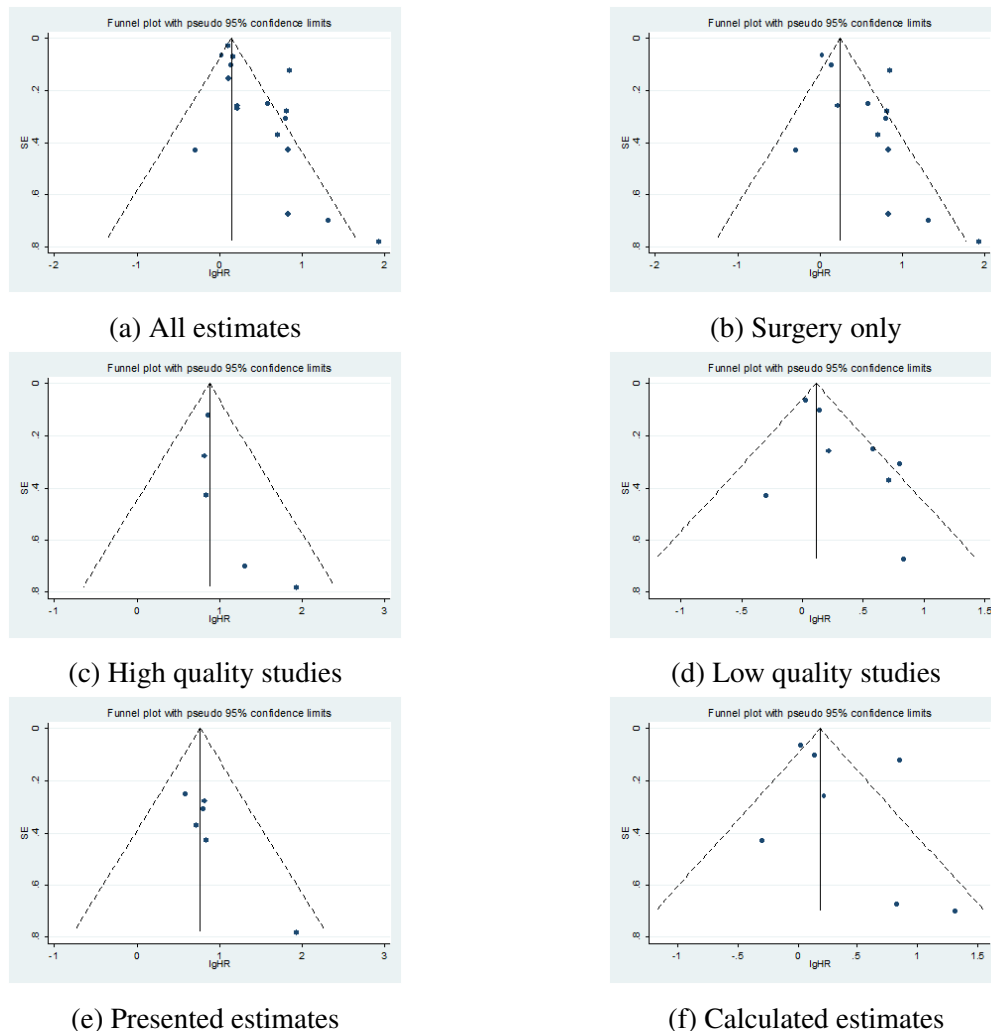 Funnel plot with pseudo 95% confidence limits
0
.2
.4
.6
.8
SE
-2
-1
0
1
2
lgHR
(a) All estimates
Funnel plot with pseudo 95% confidence limits
0
.2
.4
.6
.8
SE
-2
-1
0
1
2
lgHR
(b) Surgery only
Funnel plot with pseudo 95% confidence limits
0
.2
.4
.6
.8
SE
-1
0
1
2
3
lgHR
(c) High quality studies
Funnel plot with pseudo 95% confidence limits
0
.2
.4
.6
.8
SE
-1
-.5
0
.5
1
1.5
lgHR
(d) Low quality studies
Funnel plot with pseudo 95% confidence limits
0
.2
.4
.6
.8
SE
-1
0
1
2
3
lgHR
(e) Presented estimates
Funnel plot with pseudo 95% confidence limits
0
.2
.4
.6
.8
SE
-1
-.5
0
.5
1
1.5
lgHR
(f) Calculated estimates